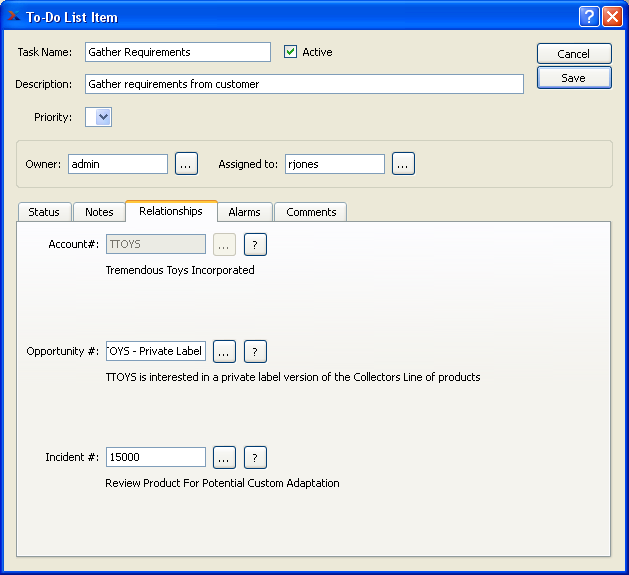 To-Do List Item
Task Name: Gather Requirements Active Cancel
Save
Description: Gather requirements from customer
Priority:
Owner: admin ... Assigned to: rjones ...
Status Notes Relationships Alarms Comments
Account#: TTOYS ... ?
Tremendous Toys Incorporated
Opportunity #: TOYS - Private Label ... ?
TTOYS is interested in a private label version of the Collectors Line of products
Incident #: 15000 ... ?
Review Product For Potential Custom Adaptation